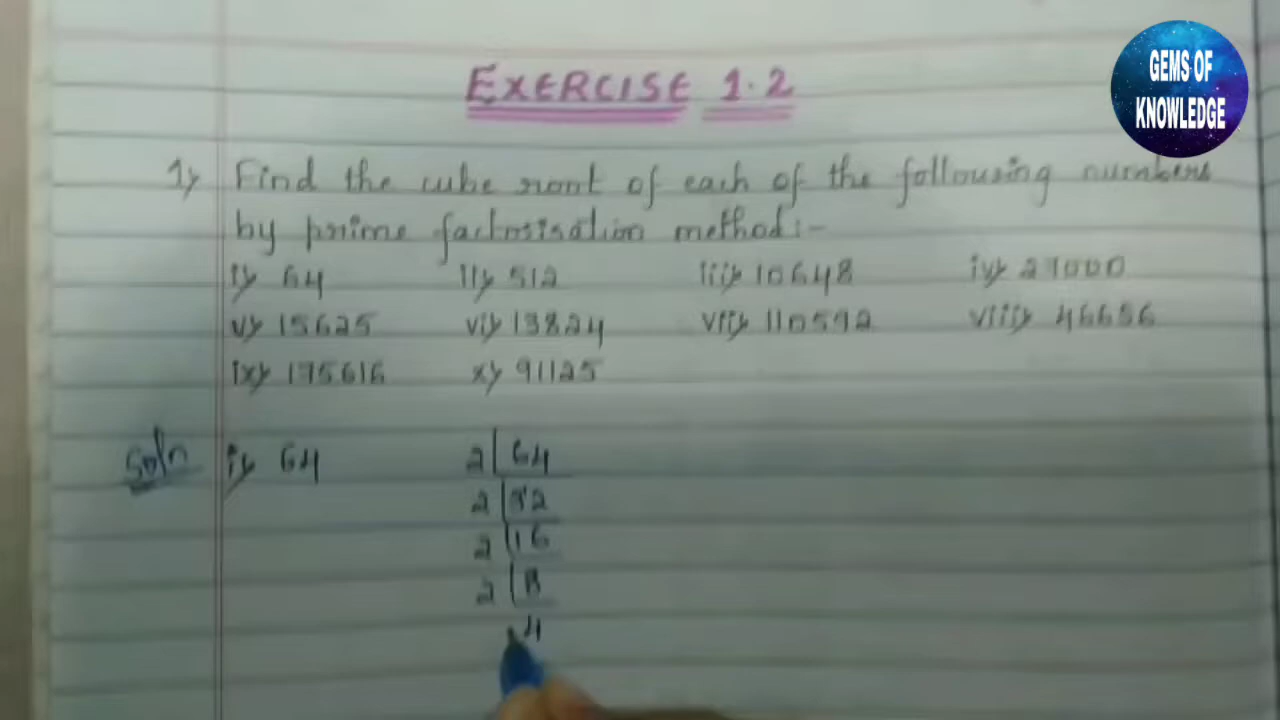 GEMS OF
KNOWLEDGE
EXERCISE 1.2
1) Find the cube root of each of the following numbers
by prime factorisation method:-
i) 64 ii) 512 iii) 10648 iv) 27000
v) 15625 vi) 13824 vii) 110592 viii) 46656
ix) 175616 x) 91125
Soln i) 64 2 64
2 32
2 16
2 8
4